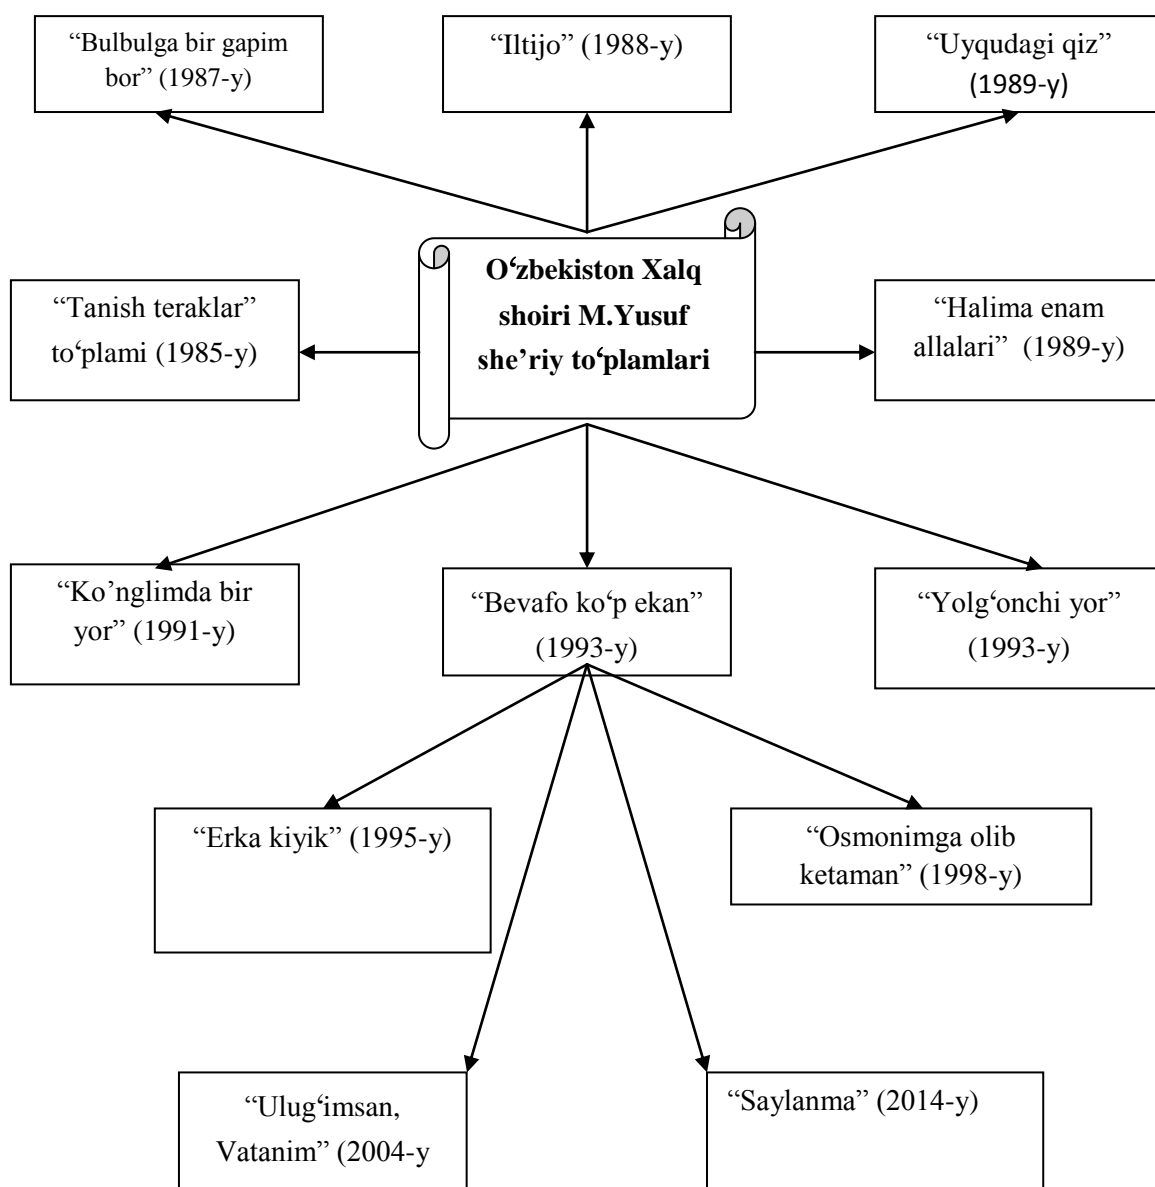 “Bulbulga bir gapim
bor” (1987-y)
“Iltijo” (1988-y)
“Uyqudagi qiz”
(1989-y)
O‘zbekiston Xalq
shoiri M.Yusuf
she’riy to‘plamlari
“Tanish teraklar”
to‘plami (1985-y)
“Halima enam
allalari”  (1989-y)
“Ko’nglimda bir
yor” (1991-y)
“Bevafo ko‘p ekan”
(1993-y)
“Yolg‘onchi yor”
(1993-y)
“Erka kiyik” (1995-y)
“Osmonimga olib
ketaman” (1998-y)
“Ulug‘imsan,
Vatanim” (2004-y
“Saylanma” (2014-y)